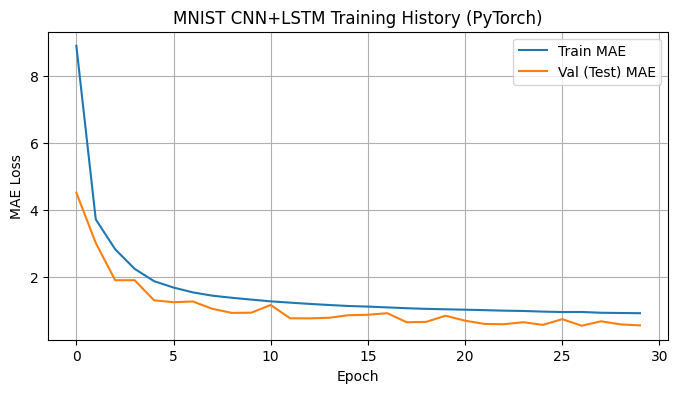 MNIST CNN+LSTM Training History (PyTorch)
Train MAE
Val (Test) MAE
MAE Loss
8
6
4
2
0 5 10 15 20 25 30
Epoch